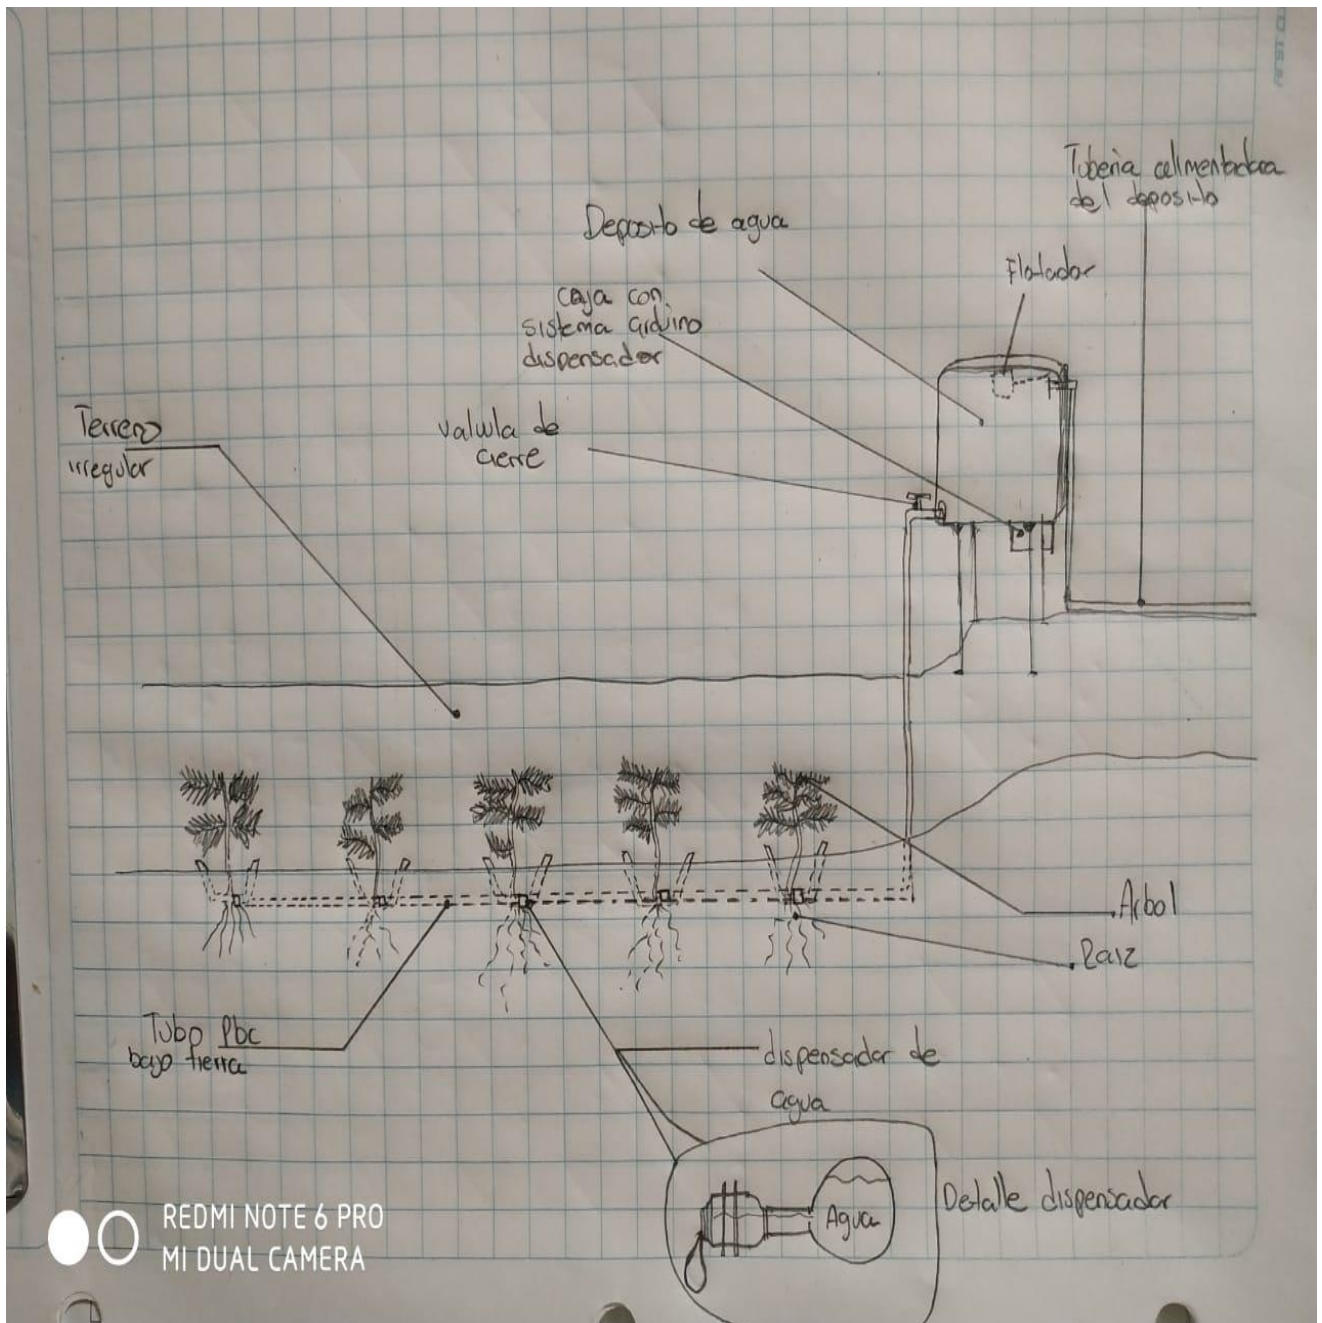 Tuberia alimentadora
del deposito
Deposito de agua
Flotador
caja con
sistema arduino
dispensador
valvula de
cierre
Terreno
irregular
Arbol
Raiz
Tubo Pbc
bajo tierra
dispensador de
agua
Agua
Detalle dispensador
REDMI NOTE 6 PRO
MI DUAL CAMERA